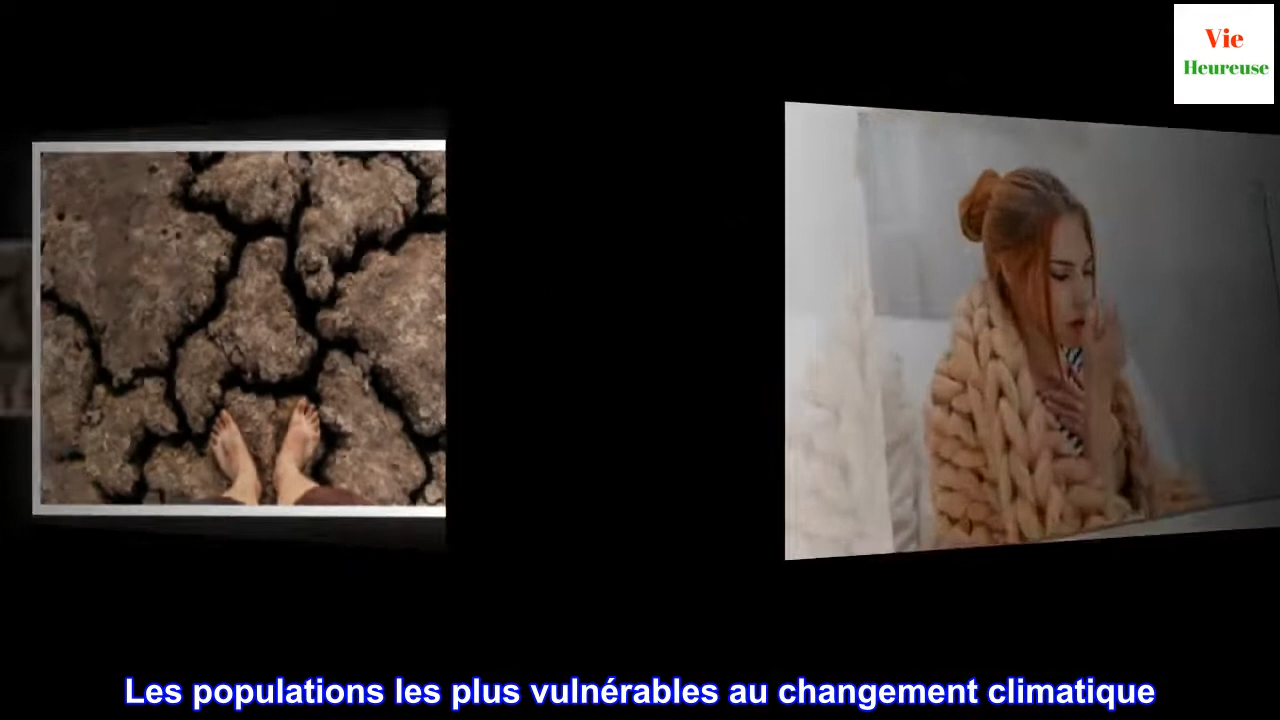 Vie
Heureuse
Les populations les plus vulnérables au changement climatique